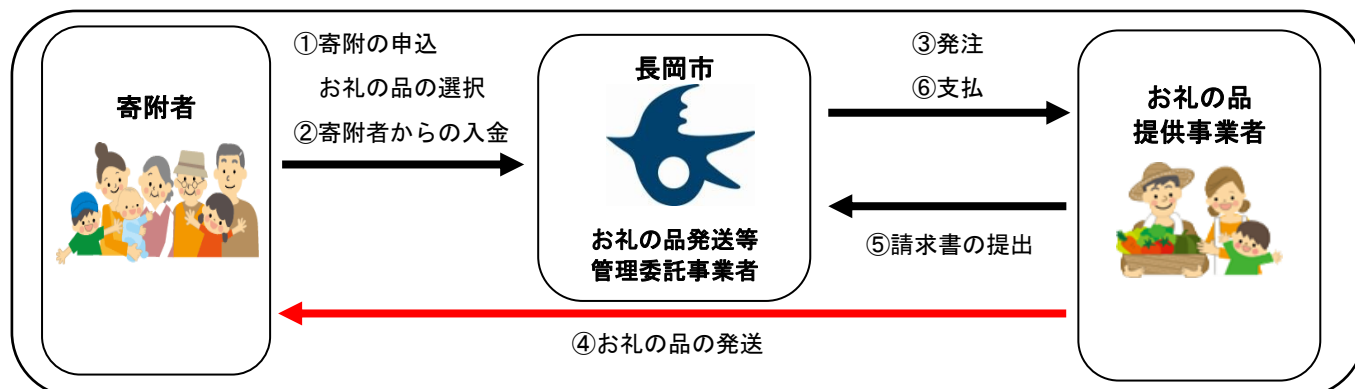 寄附者
①寄附の申込
お礼の品の選択
②寄附者からの入金
長岡市
お礼の品発送等
管理委託事業者
③発注
⑥支払
⑤請求書の提出
④お礼の品の発送
お礼の品
提供事業者